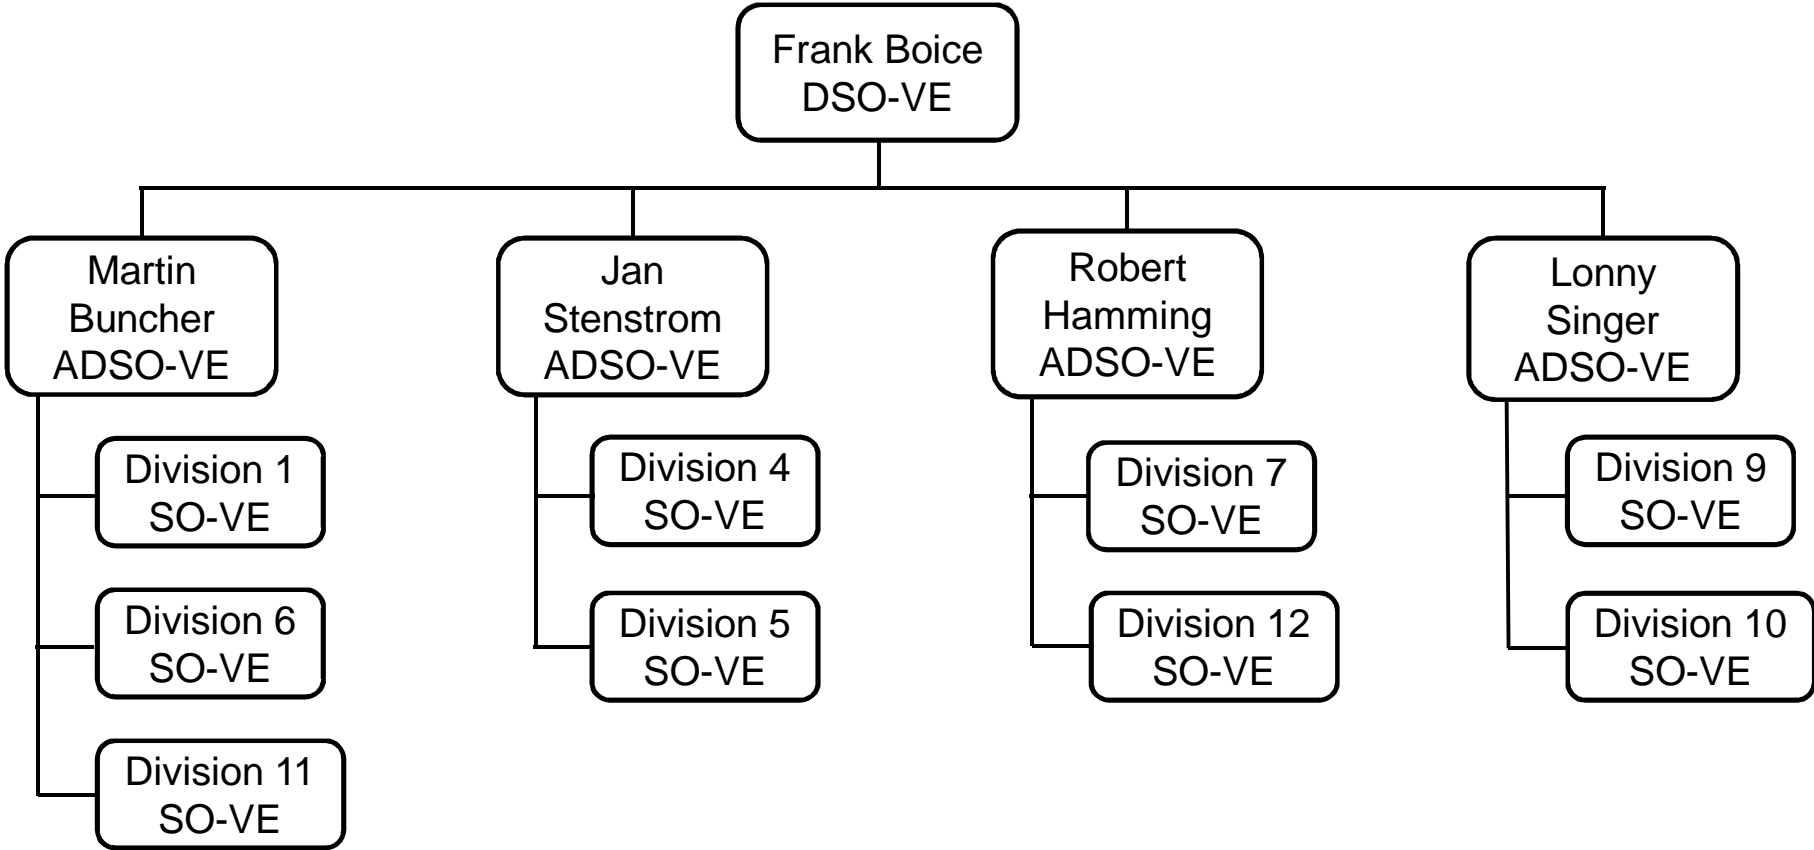 Frank Boice
DSO-VE
Martin
Buncher
ADSO-VE
Jan
Stenstrom
ADSO-VE
Robert
Hamming
ADSO-VE
Lonny
Singer
ADSO-VE
Division 1
SO-VE
Division 6
SO-VE
Division 11
SO-VE
Division 4
SO-VE
Division 5
SO-VE
Division 7
SO-VE
Division 12
SO-VE
Division 9
SO-VE
Division 10
SO-VE